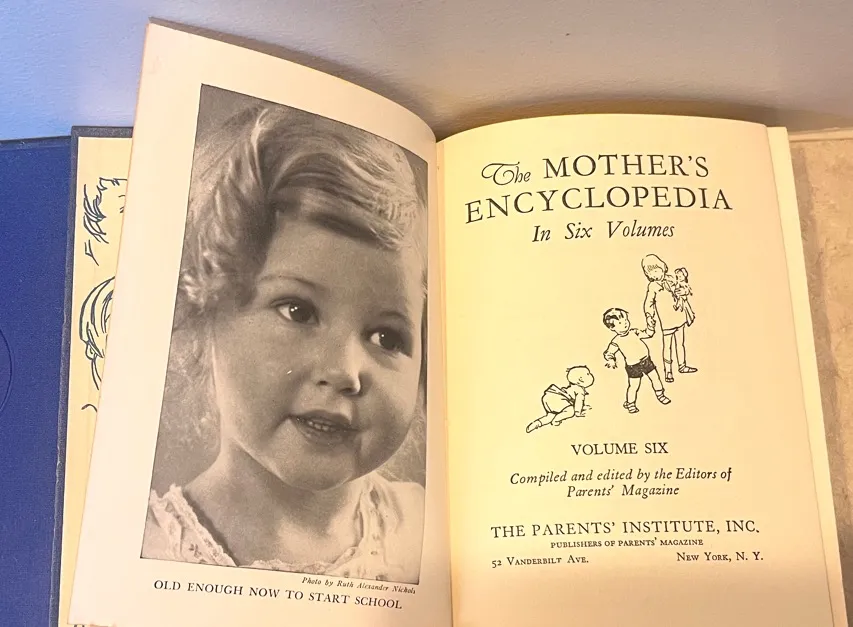 Photo by Ruth Alexander Nichols
OLD ENOUGH NOW TO START SCHOOL
The MOTHER'S
ENCYCLOPEDIA
In Six Volumes
VOLUME SIX
Compiled and edited by the Editors of
Parents' Magazine
THE PARENTS' INSTITUTE, INC.
PUBLISHERS OF PARENTS' MAGAZINE
52 VANDERBILT AVE. NEW YORK, N. Y.